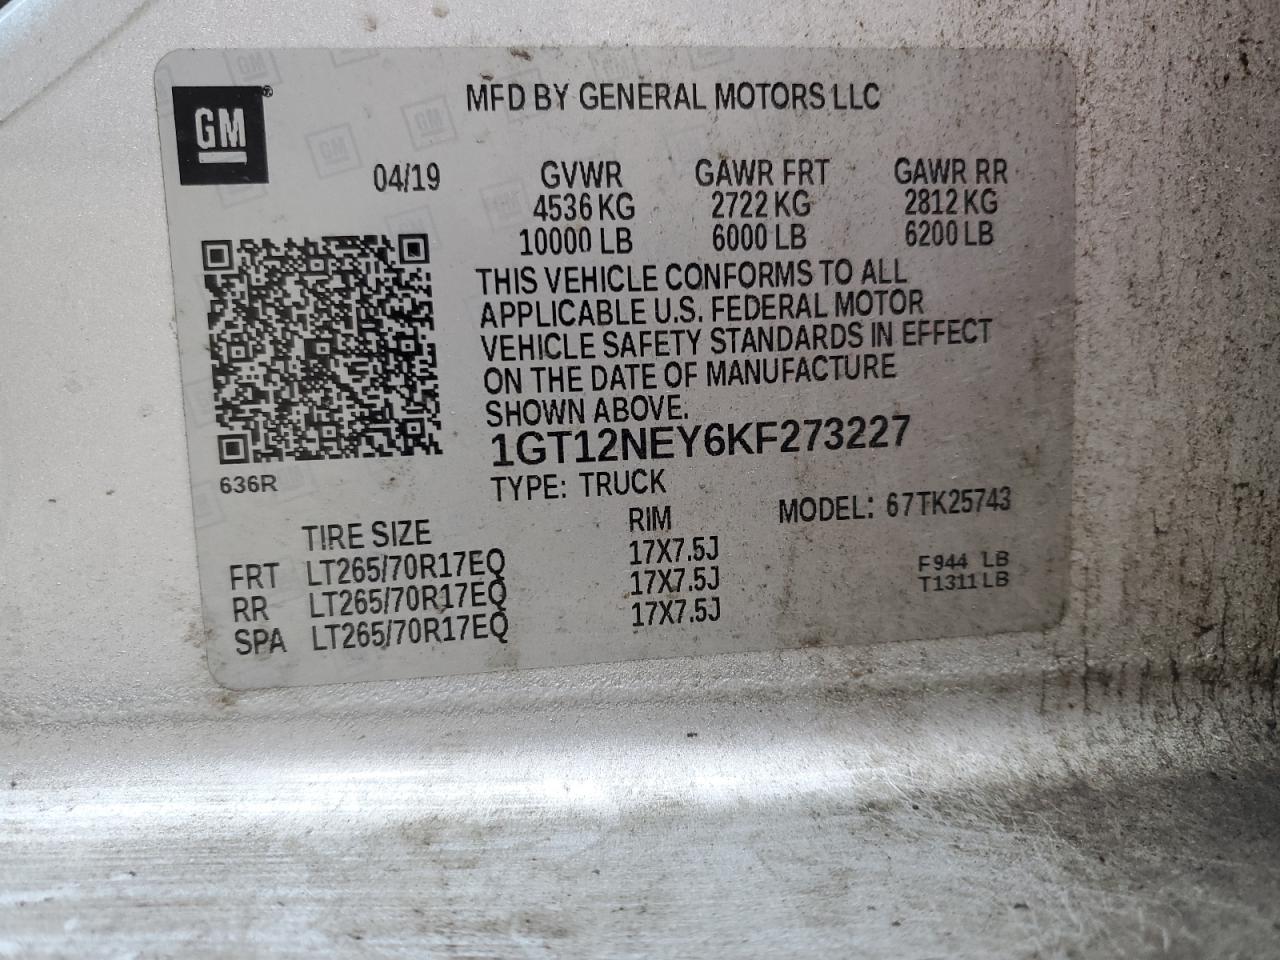 GM®
MFD BY GENERAL MOTORS LLC
04/19 GVWR GAWR FRT GAWR RR
4536 KG 2722 KG 2812 KG
10000 LB 6000 LB 6200 LB
THIS VEHICLE CONFORMS TO ALL
APPLICABLE U.S. FEDERAL MOTOR
VEHICLE SAFETY STANDARDS IN EFFECT
ON THE DATE OF MANUFACTURE
SHOWN ABOVE.
1GT12NEY6KF273227
636R
TYPE: TRUCK
MODEL: 67TK25743
TIRE SIZE RIM
FRT LT265/70R17EQ 17X7.5J
RR LT265/70R17EQ 17X7.5J
SPA LT265/70R17EQ 17X7.5J
F944 LB
T1311LB